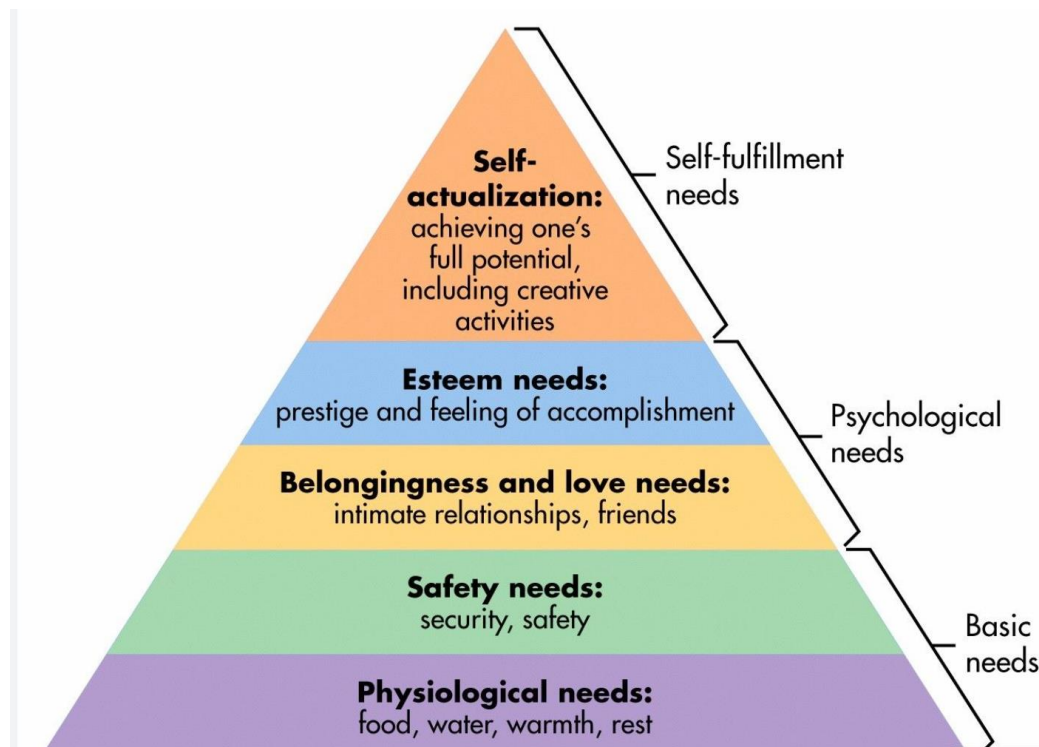 Self-
actualization:
achieving one's
full potential,
including creative
activities
Self-fulfillment
needs
Esteem needs:
prestige and feeling of accomplishment
Belongingness and love needs:
intimate relationships, friends
Psychological
needs
Safety needs:
security, safety
Physiological needs:
food, water, warmth, rest
Basic
needs